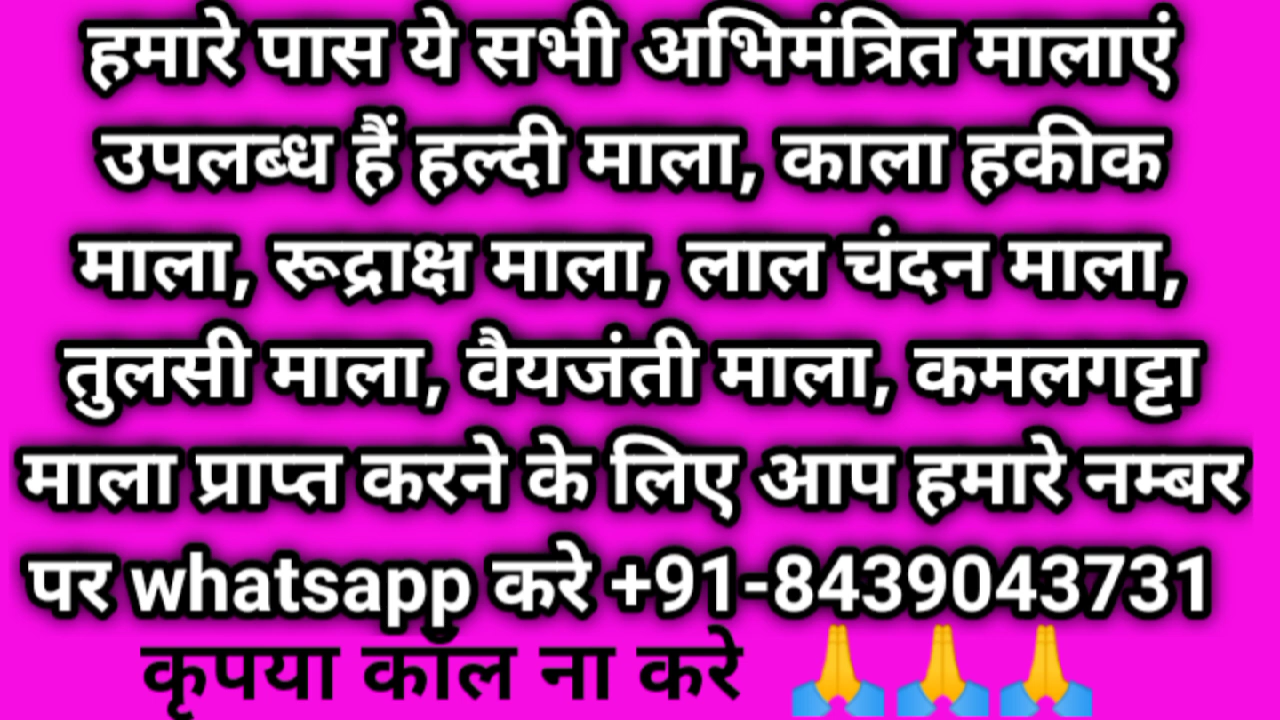 हमारे पास ये सभी अभिमंत्रित मालाएं
उपलब्ध हैं हल्दी माला, काला हकीक
माला, रूद्राक्ष माला, लाल चंदन माला,
तुलसी माला, वैयजंती माला, कमलगट्टा
माला प्राप्त करने के लिए आप हमारे नम्बर
पर whatsapp करे +91-8439043731
कृपया कॉल ना करे 🙏🙏🙏